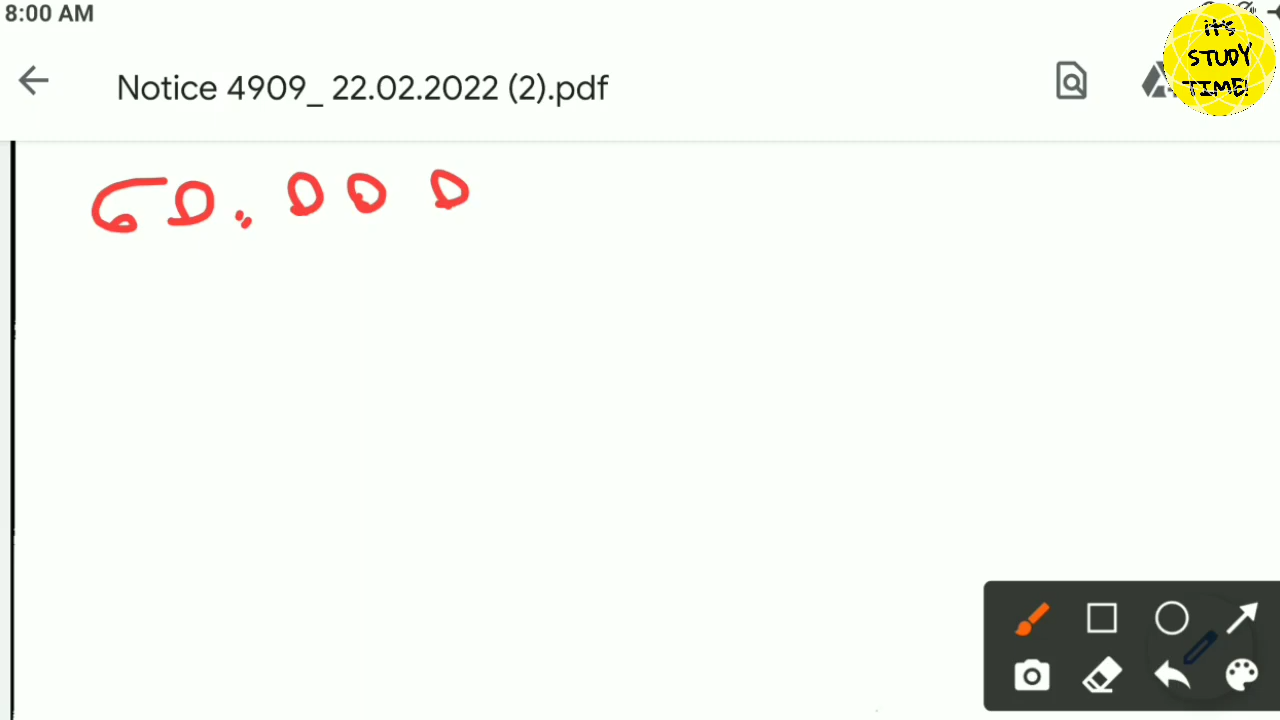 8:00 AM
Notice 4909_ 22.02.2022 (2).pdf
IT'S
STUDY
TIME!
60.000